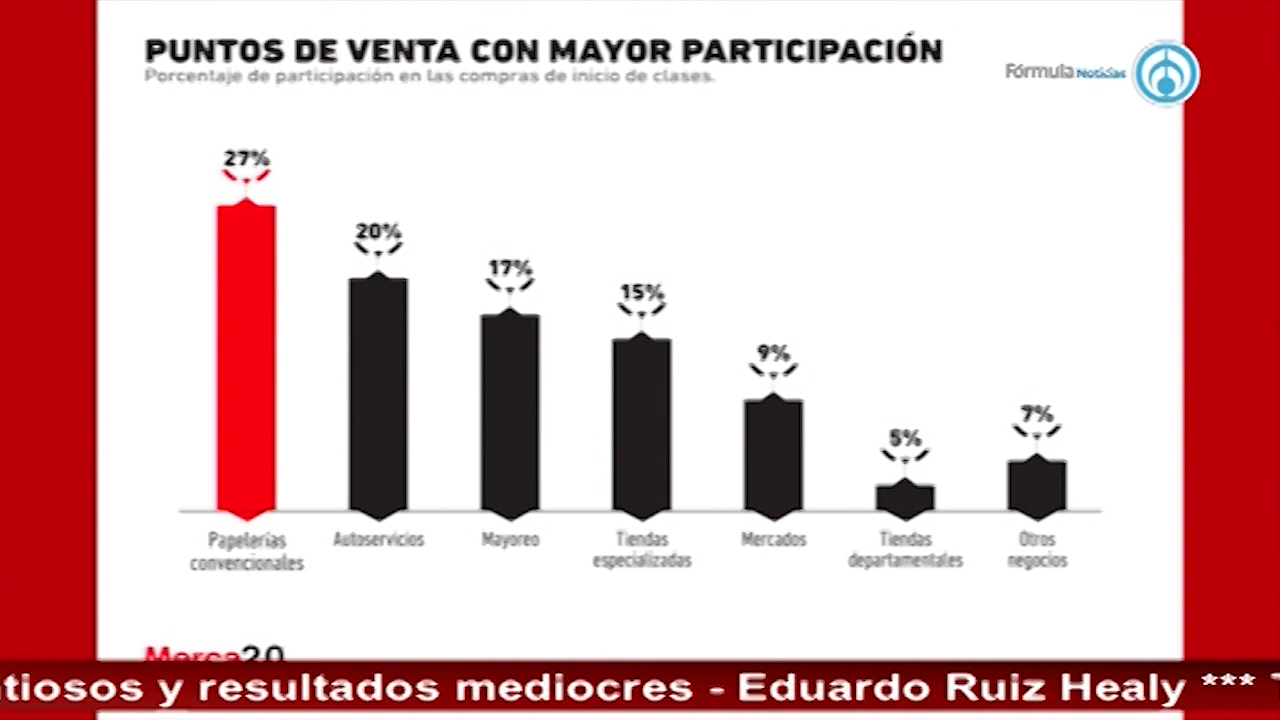 PUNTOS DE VENTA CON MAYOR PARTICIPACIÓN
Porcentaje de participación en las compras de inicio de clases.
Fórmula Noticias
27%
20%
17%
15%
9%
5%
7%
Papelerías
convencionales
Autoservicios
Mayoreo
Tiendas
especializadas
Mercados
Tiendas
departamentales
Otros
negocios
Merca2.0
tiosos y resultados mediocres - Eduardo Ruiz Healy ***